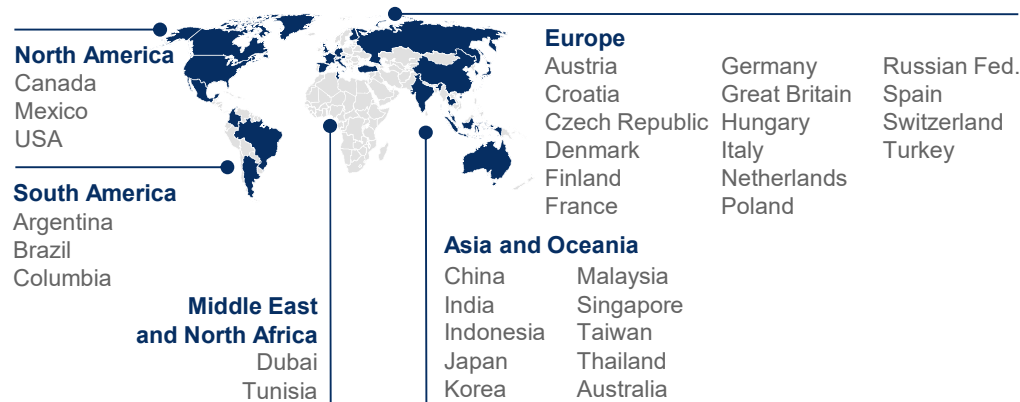 North America
Canada
Mexico
USA
South America
Argentina
Brazil
Columbia
Middle East
and North Africa
Dubai
Tunisia
Europe
Austria
Croatia
Czech Republic
Denmark
Finland
France
Germany
Great Britain
Hungary
Italy
Netherlands
Poland
Russian Fed.
Spain
Switzerland
Turkey
Asia and Oceania
China
India
Indonesia
Japan
Korea
Malaysia
Singapore
Taiwan
Thailand
Australia